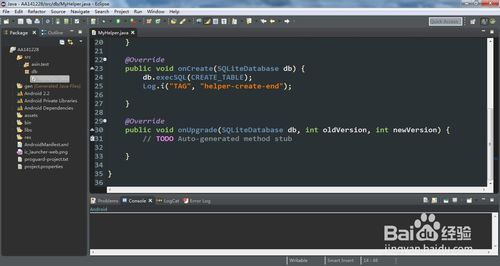 Java - AA141228/src/db/MyHelper.java - Eclipse
File Edit Source Refactor Navigate Search Project Run Window Help
Quick Access
Package
Outline
MyHelper.java
AA141228
src
asin.test
db
gen [Generated Java Files]
Android 2.2
Android Private Libraries
Android Dependencies
assets
bin
libs
res
AndroidManifest.xml
ic_launcher-web.png
proguard-project.txt
project.properties
20 }
21
22 @Override
23 public void onCreate(SQLiteDatabase db) {
24 db.execSQL(CREATE_TABLE);
25 Log.i("TAG", "helper-create-end");
26
27 }
28
29 @Override
30 public void onUpgrade(SQLiteDatabase db, int oldVersion, int newVersion) {
31 // TODO Auto-generated method stub
32
33 }
34
35 }
36
Problems
Console
LogCat
Error Log
Android
Writable
Smart Insert
14 : 48
Baidu 经验
jingyan.baidu.com